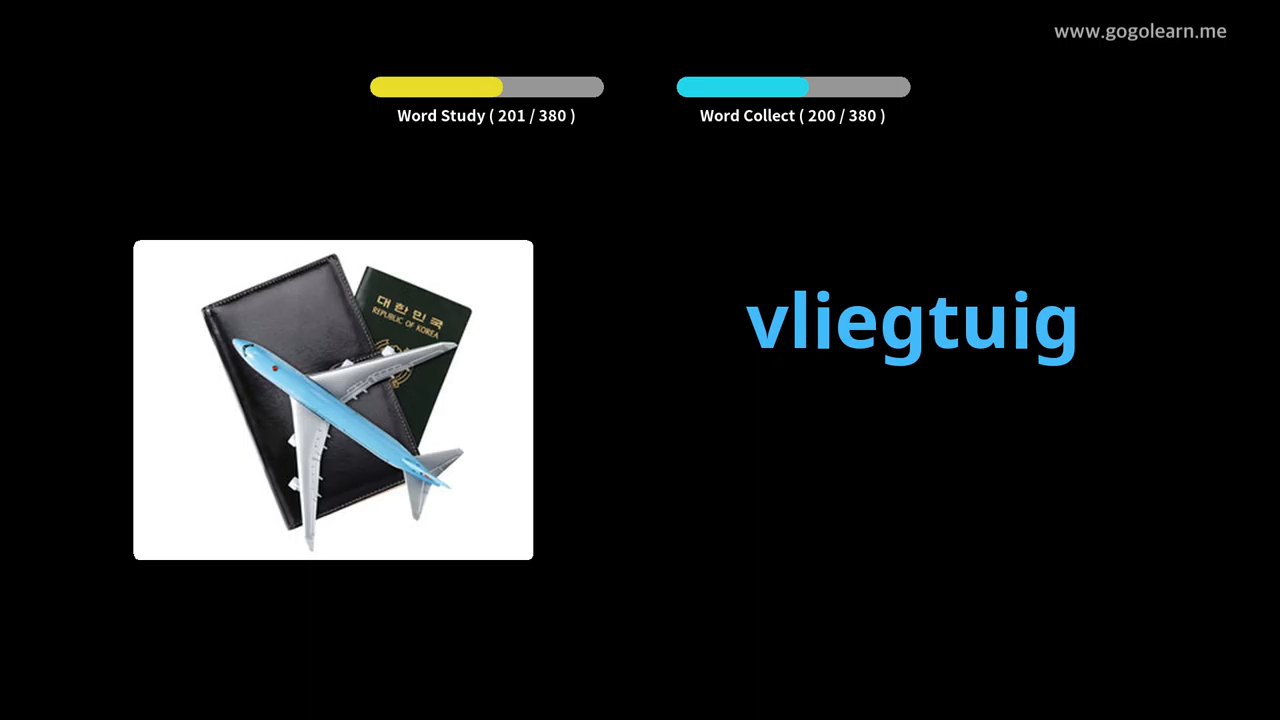 www.gogolearn.me
Word Study ( 201 / 380 )
Word Collect ( 200 / 380 )
대한민국
REPUBLIC OF KOREA
vliegtuig